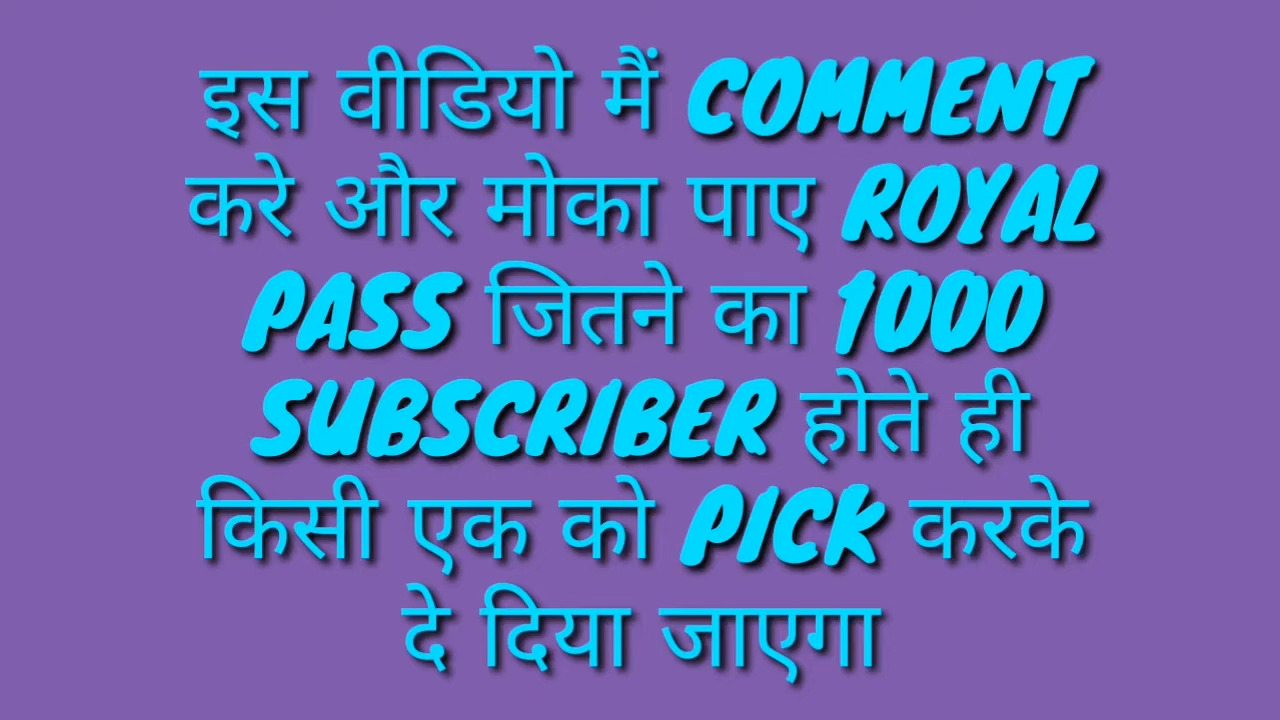 इस वीडियो मैं COMMENT
करे और मोका पाए ROYAL
PASS जितने का 1000
SUBSCRIBER होते ही
किसी एक को PICK करके
दे दिया जाएगा